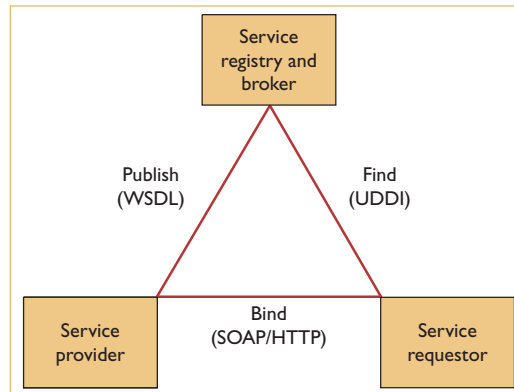 Service
registry and
broker
Publish
(WSDL)
Find
(UDDI)
Bind
(SOAP/HTTP)
Service
provider
Service
requestor